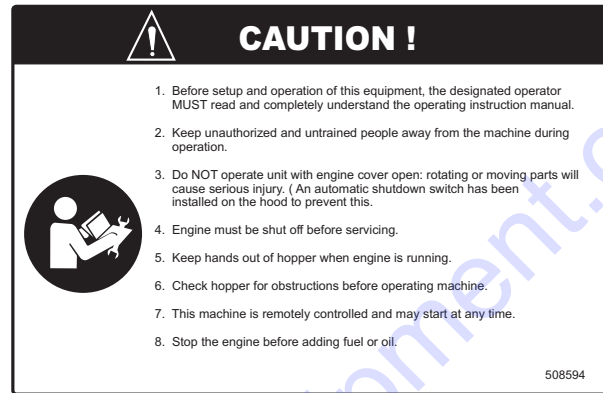 CAUTION !
1. Before setup and operation of this equipment, the designated operator
MUST read and completely understand the operating instruction manual.
2. Keep unauthorized and untrained people away from the machine during
operation.
3. Do NOT operate unit with engine cover open: rotating or moving parts will
cause serious injury. ( An automatic shutdown switch has been
installed on the hood to prevent this.
4. Engine must be shut off before servicing.
5. Keep hands out of hopper when engine is running.
6. Check hopper for obstructions before operating machine.
7. This machine is remotely controlled and may start at any time.
8. Stop the engine before adding fuel or oil.
508594